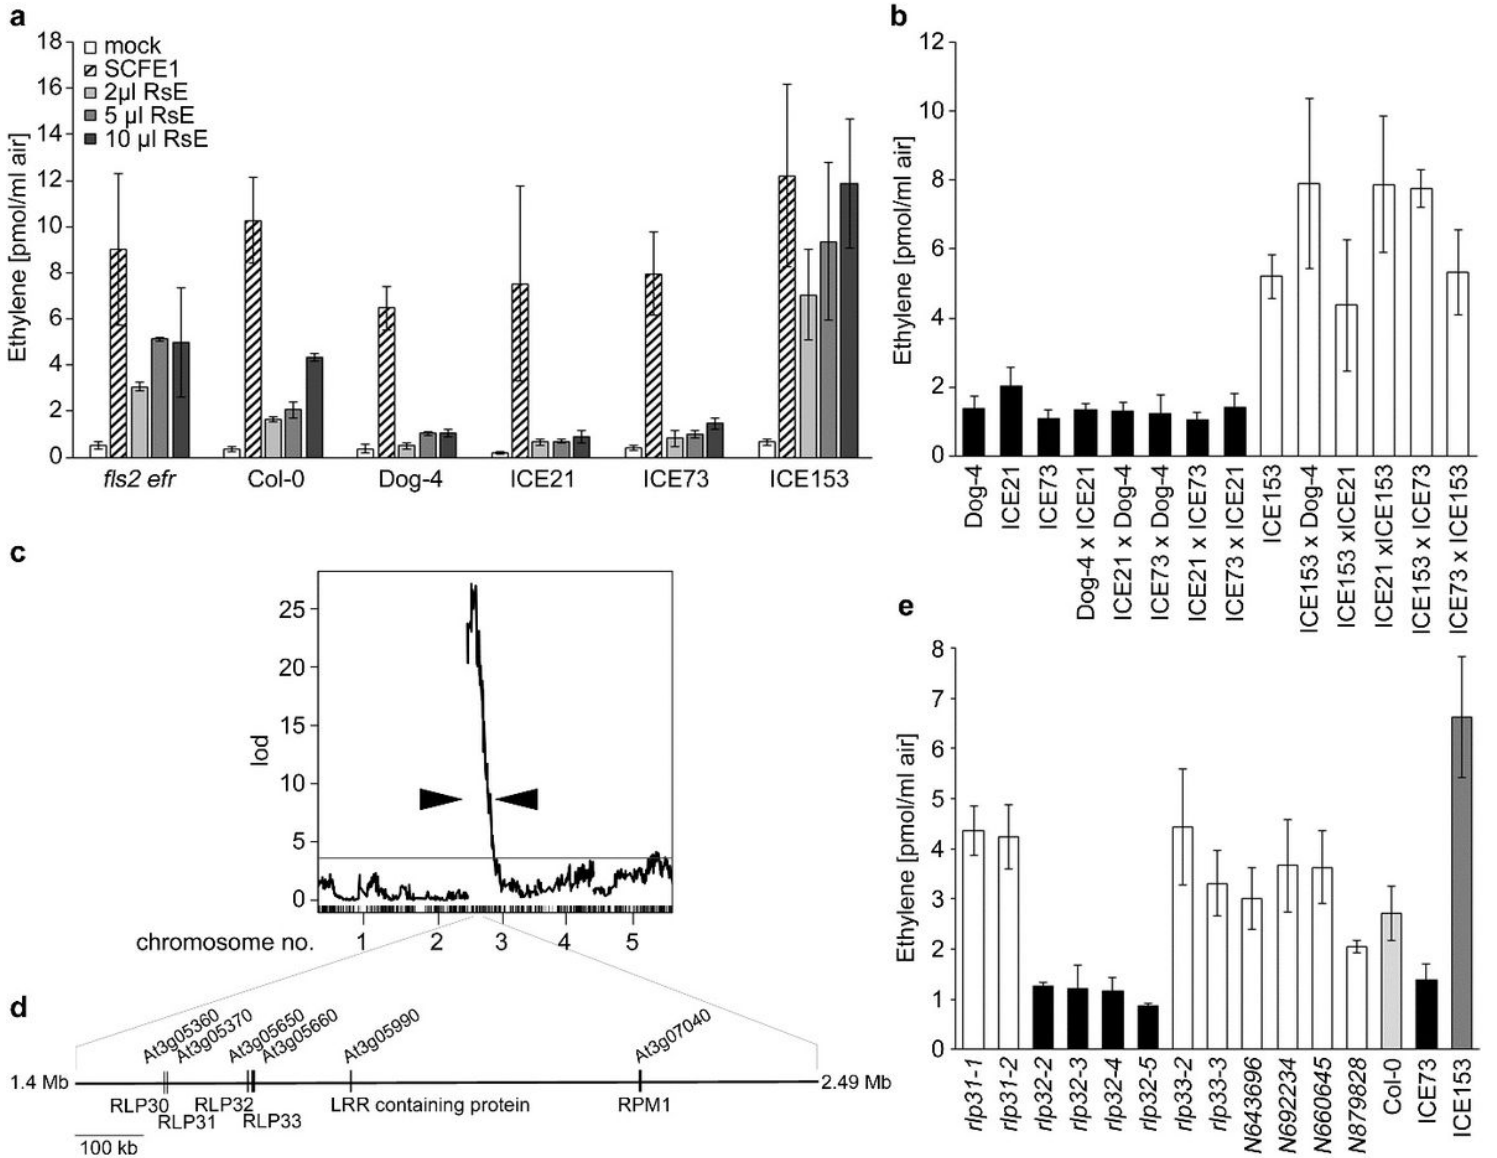 a
18
16
14
12
10
8
6
4
2
0
Ethylene [pmol/ml air]
mock
SCFE1
2µl RsE
5 µl RsE
10 µl RsE
fls2 efr
Col-0
Dog-4
ICE21
ICE73
ICE153
b
12
10
8
6
4
2
0
Ethylene [pmol/ml air]
Dog-4
ICE21
ICE73
Dog-4 x ICE21
ICE21 x Dog-4
ICE73 x Dog-4
ICE21 x ICE73
ICE73 x ICE21
ICE153
ICE153 x Dog-4
ICE153 xICE21
ICE21 xICE153
ICE153 x ICE73
ICE73 x ICE153
c
25
20
15
10
5
0
lod
chromosome no.
1
2
3
4
5
d
At3g05360
At3g05370
At3g05650
At3g05660
At3g05990
At3g07040
1.4 Mb
2.49 Mb
RLP30
RLP31
RLP32
RLP33
LRR containing protein
RPM1
100 kb
e
8
7
6
5
4
3
2
1
0
Ethylene [pmol/ml air]
rlp31-1
rlp31-2
rlp32-2
rlp32-3
rlp32-4
rlp32-5
rlp33-2
rlp33-3
N643696
N692234
N660645
N879828
Col-0
ICE73
ICE153